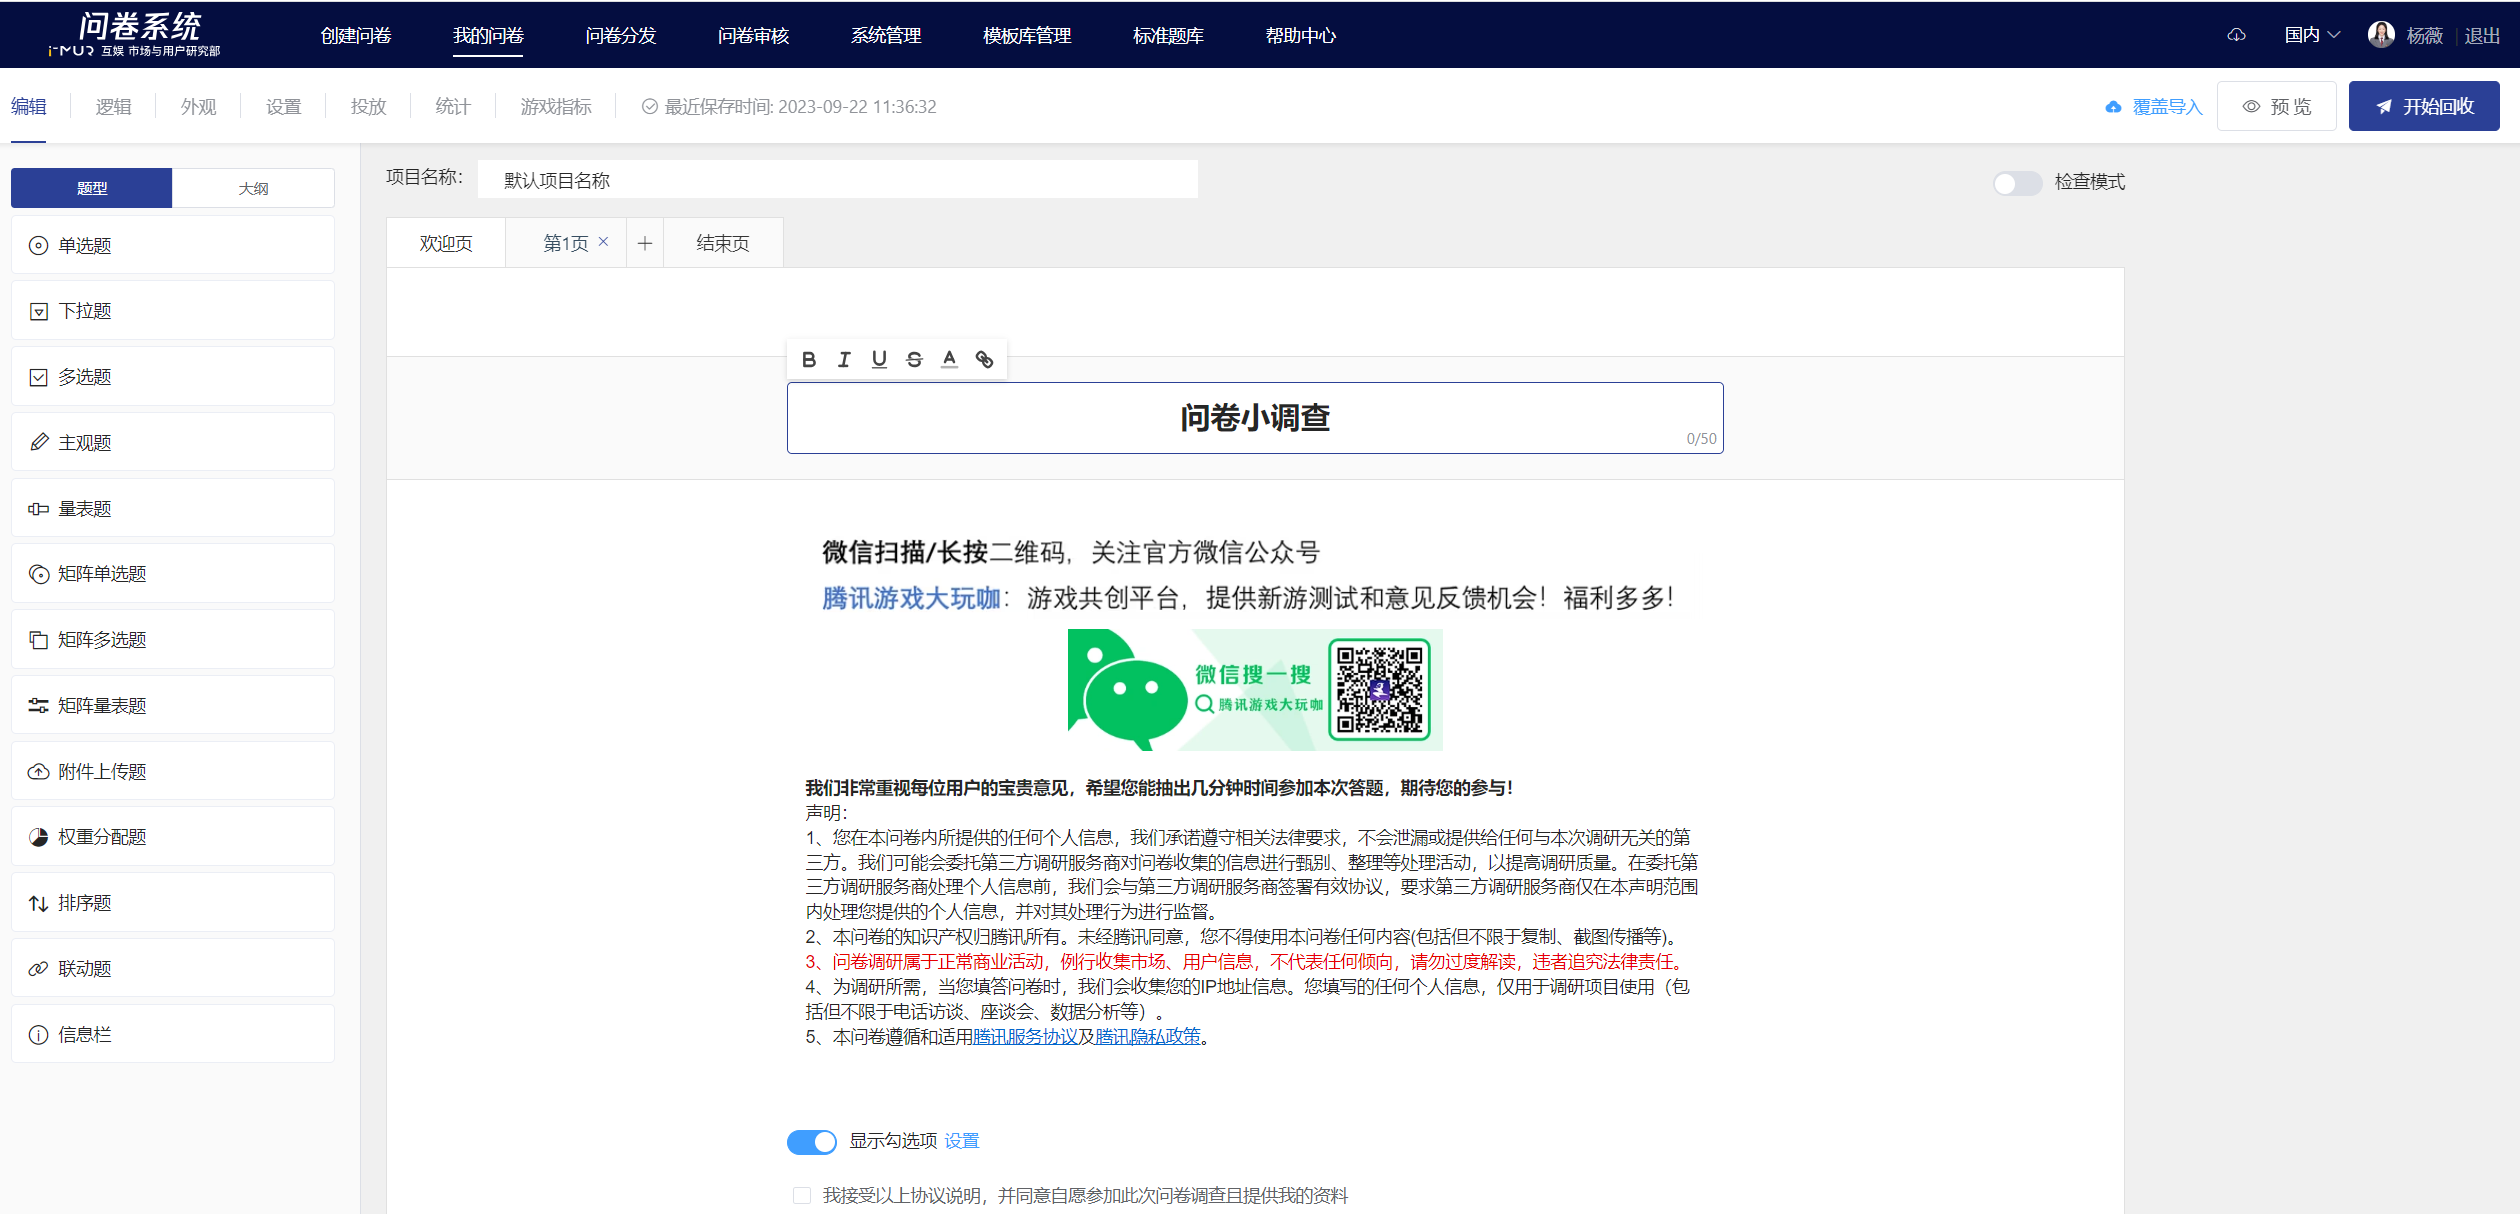 问卷系统
i-MUR 互娱 市场与用户研究部
创建问卷
我的问卷
问卷分发
问卷审核
系统管理
模板库管理
标准题库
帮助中心
国内
杨薇
退出
编辑
逻辑
外观
设置
投放
统计
游戏指标
最近保存时间: 2023-09-22 11:36:32
覆盖导入
预 览
开始回收
题型
大纲
单选题
下拉题
多选题
主观题
量表题
矩阵单选题
矩阵多选题
矩阵量表题
附件上传题
权重分配题
排序题
联动题
信息栏
项目名称：
默认项目名称
检查模式
欢迎页
第1页
结束页
B I U S A
问卷小调查
0/50
微信扫描/长按二维码，关注官方微信公众号
腾讯游戏大玩咖：游戏共创平台，提供新游测试和意见反馈机会！福利多多！
微信搜一搜
腾讯游戏大玩咖
我们非常重视每位用户的宝贵意见，希望您能抽出几分钟时间参加本次答题，期待您的参与！
声明：
1、您在本问卷内所提供的任何个人信息，我们承诺遵守相关法律要求，不会泄漏或提供给任何与本次调研无关的第
三方。我们可能会委托第三方调研服务商对问卷收集的信息进行甄别、整理等处理活动，以提高调研质量。在委托第
三方调研服务商处理个人信息前，我们会与第三方调研服务商签署有效协议，要求第三方调研服务商仅在本声明范围
内处理您提供的个人信息，并对其处理行为进行监督。
2、本问卷的知识产权归腾讯所有。未经腾讯同意，您不得使用本问卷任何内容(包括但不限于复制、截图传播等)。
3、问卷调研属于正常商业活动，例行收集市场、用户信息，不代表任何倾向，请勿过度解读，违者追究法律责任。
4、为调研所需，当您填答问卷时，我们会收集您的IP地址信息。您填写的任何个人信息，仅用于调研项目使用（包
括但不限于电话访谈、座谈会、数据分析等）。
5、本问卷遵循和适用腾讯服务协议及腾讯隐私政策。
显示勾选项 设置
我接受以上协议说明，并同意自愿参加此次问卷调查且提供我的资料